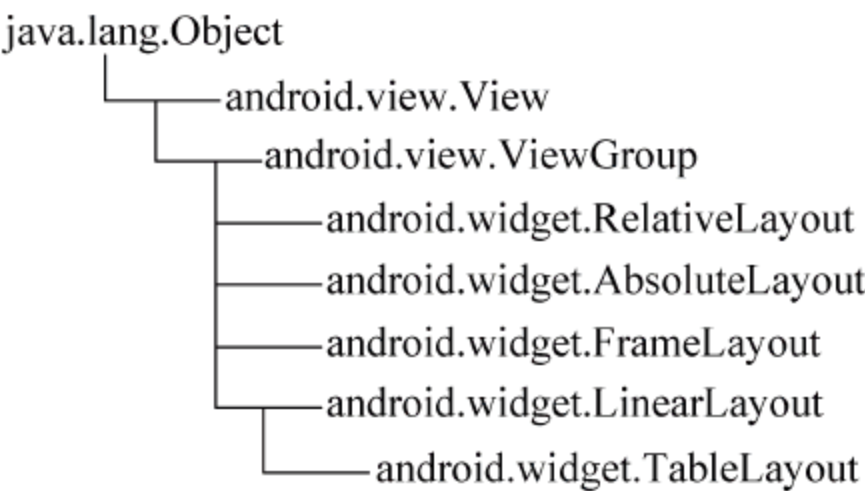 java.lang.Object
android.view.View
android.view.ViewGroup
android.widget.RelativeLayout
android.widget.AbsoluteLayout
android.widget.FrameLayout
android.widget.LinearLayout
android.widget.TableLayout